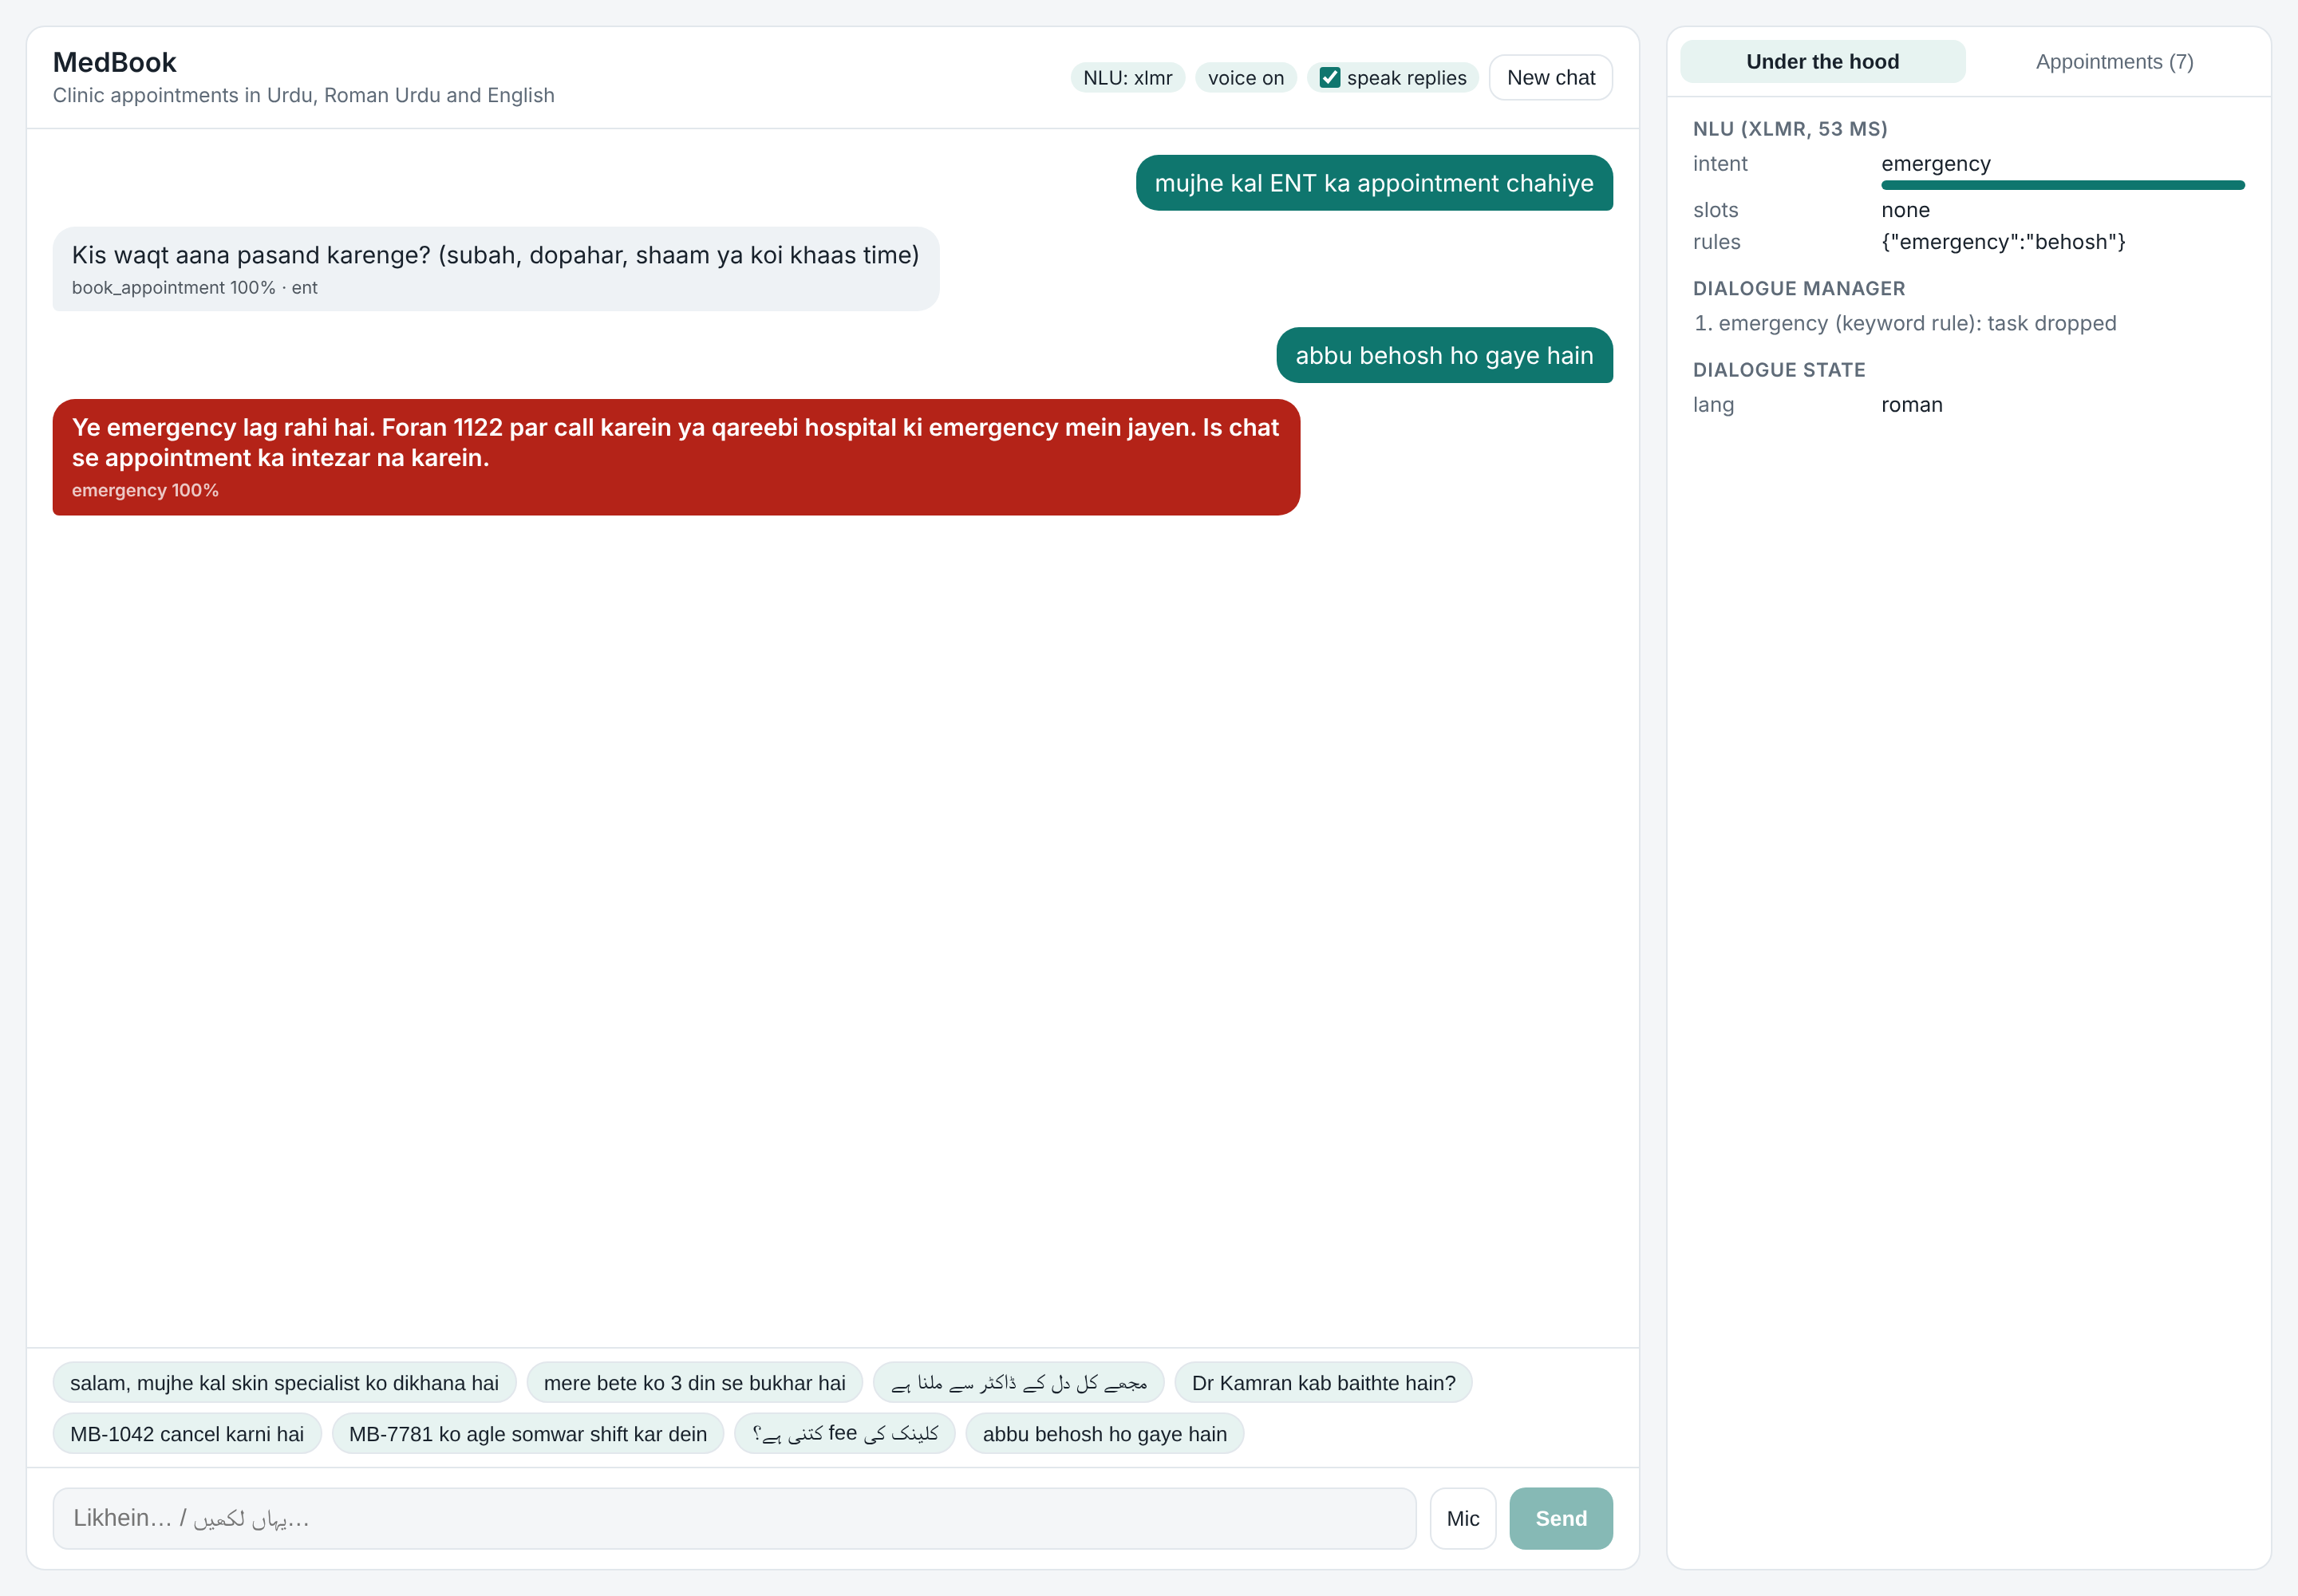 MedBook
Clinic appointments in Urdu, Roman Urdu and English
NLU: xlmr
voice on
speak replies
New chat
mujhe kal ENT ka appointment chahiye
Kis waqt aana pasand karenge? (subah, dopahar, shaam ya koi khaas time)
book_appointment 100% · ent
abbu behosh ho gaye hain
Ye emergency lag rahi hai. Foran 1122 par call karein ya qareebi hospital ki emergency mein jayen. Is chat
se appointment ka intezar na karein.
emergency 100%
salam, mujhe kal skin specialist ko dikhana hai
mere bete ko 3 din se bukhar hai
مجھے کل دل کے ڈاکٹر سے ملنا ہے
Dr Kamran kab baithte hain?
MB-1042 cancel karni hai
MB-7781 ko agle somwar shift kar dein
کلینک کی fee کتنی ہے؟
abbu behosh ho gaye hain
Likhein… / یہاں لکھیں…
Mic
Send
Under the hood
Appointments (7)
NLU (XLMR, 53 MS)
intent emergency
slots none
rules {"emergency":"behosh"}
DIALOGUE MANAGER
1. emergency (keyword rule): task dropped
DIALOGUE STATE
lang roman